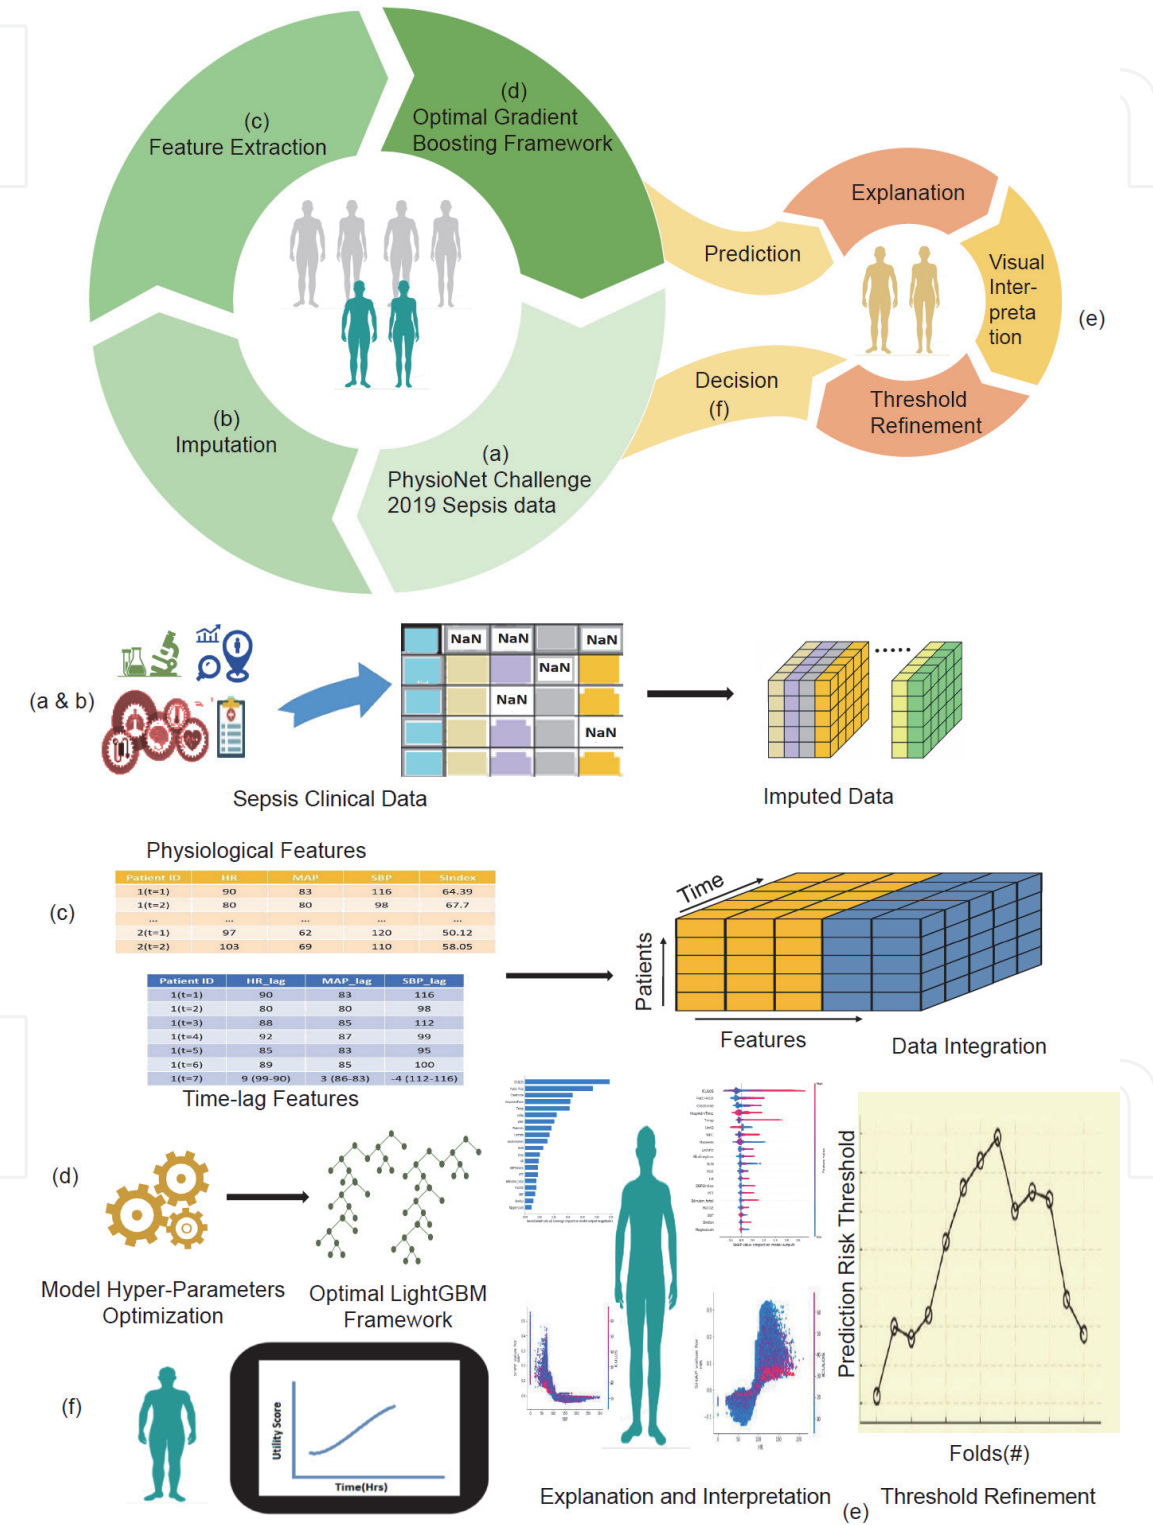 (c)
Feature Extraction
(d)
Optimal Gradient
Boosting Framework
Explanation
Prediction
Visual
Inter-
preta
tion
(e)
Decision
(f)
Threshold
Refinement
(b)
Imputation
(a)
PhysioNet Challenge
2019 Sepsis data
(a & b)
NaN NaN NaN
NaN
NaN
NaN
Sepsis Clinical Data
Imputed Data
Physiological Features
(c)
Patient ID HR MAP SBP SIndex
1(t=1) 90 83 116 64.39
1(t=2) 80 80 98 67.7
... ... ... ... ...
2(t=1) 97 62 120 50.12
2(t=2) 103 69 110 58.05
Patient ID HR_lag MAP_lag SBP_lag
1(t=1) 90 83 116
1(t=2) 80 80 98
1(t=3) 88 85 112
1(t=4) 92 87 99
1(t=5) 85 83 95
1(t=6) 89 85 100
1(t=7) 9 (99-90) 3 (86-83) -4 (112-116)
Time-lag Features
Time
Patients
Features
Data Integration
(d)
Model Hyper-Parameters
Optimization
Optimal LightGBM
Framework
(f)
Utility Score
Time(Hrs)
Prediction Risk Threshold
Folds(#)
Explanation and Interpretation
(e)
Threshold Refinement